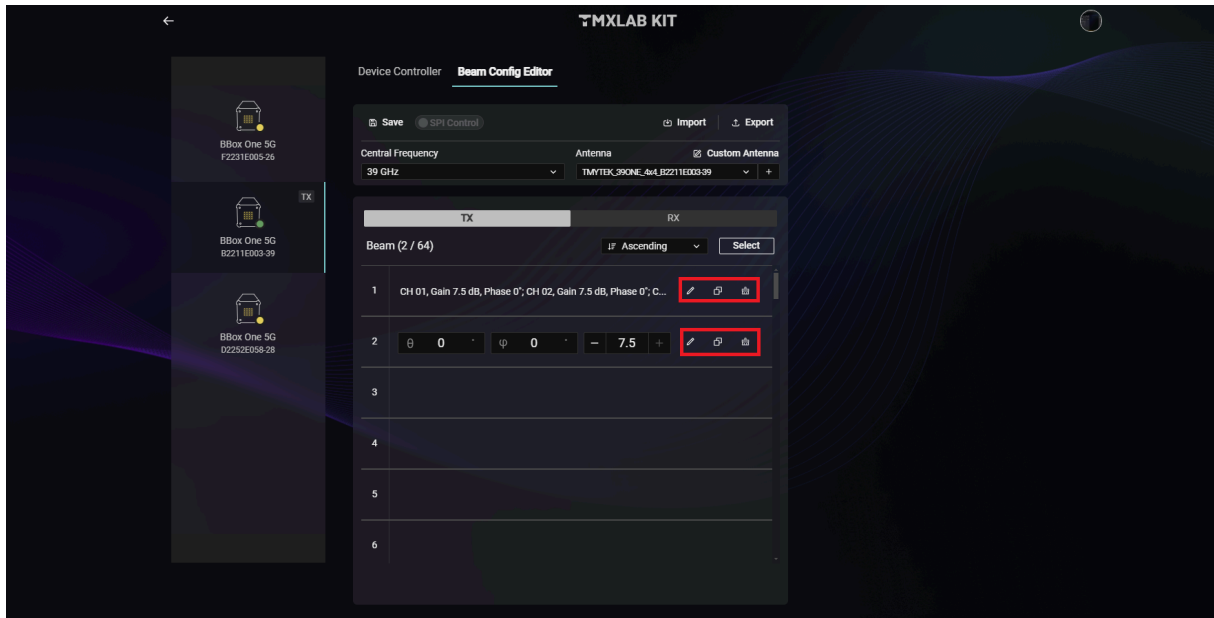 TMXLAB KIT
Device Controller Beam Config Editor
Save SPI Control Import Export
Central Frequency Antenna Custom Antenna
39 GHz TMYTEK_39ONE_4x4_B2211E003-39 +
BBox One 5G
F2231E005-26
TX
BBox One 5G
B2211E003-39
BBox One 5G
D2252E058-28
TX RX
Beam (2 / 64) Ascending Select
1 CH 01, Gain 7.5 dB, Phase 0°; CH 02, Gain 7.5 dB, Phase 0°; C...
2 θ 0 ° φ 0 ° − 7.5 +
3
4
5
6